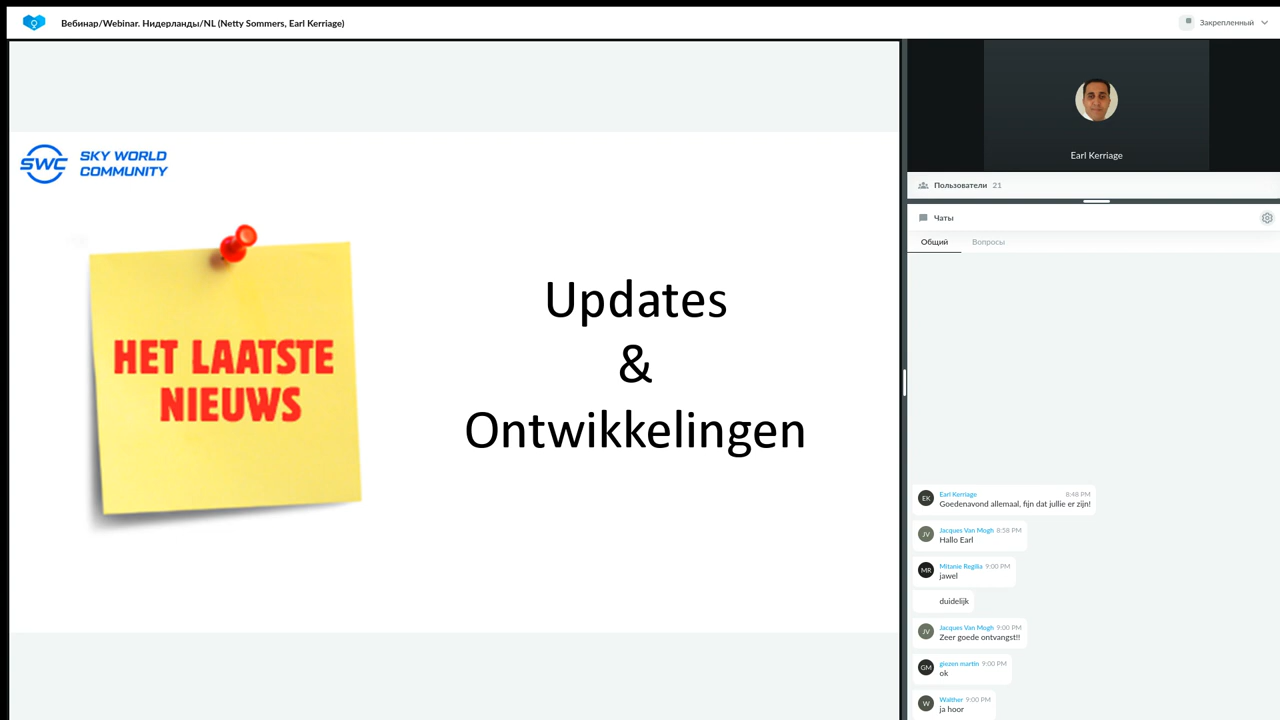 Вебинар/Webinar. Нидерланды/NL (Netty Sommers, Earl Kerriage)
Закрепленный
SWC SKY WORLD
COMMUNITY
HET LAATSTE
NIEUWS
Updates
&
Ontwikkelingen
Earl Kerriage
Пользователи 21
Чаты
Общий Вопросы
EK Earl Kerriage 8:48 PM
Goedenavond allemaal, fijn dat jullie er zijn!
JV Jacques Van Mogh 8:58 PM
Hallo Earl
MR Mitanie Regilia 9:00 PM
jawel
duidelijk
JV Jacques Van Mogh 9:00 PM
Zeer goede ontvangst!!
GM giezen martin 9:00 PM
ok
W Walther 9:00 PM
ja hoor